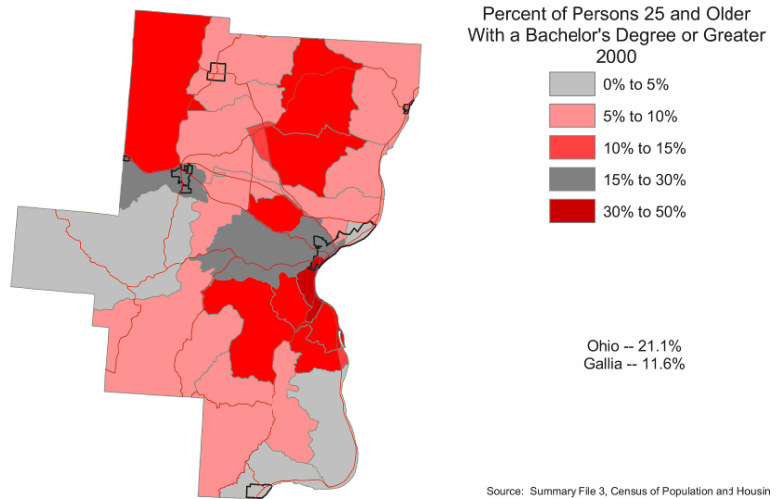 Percent of Persons 25 and Older
With a Bachelor's Degree or Greater
2000
0% to 5%
5% to 10%
10% to 15%
15% to 30%
30% to 50%
Ohio -- 21.1%
Gallia -- 11.6%
Source: Summary File 3, Census of Population and Housin